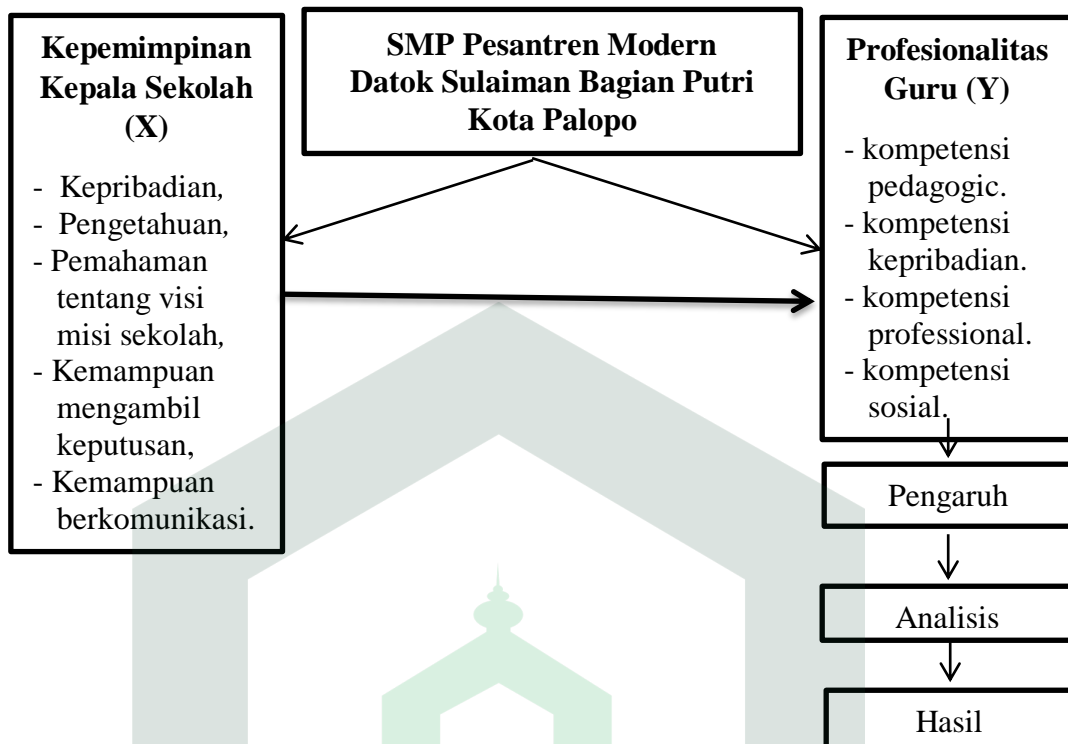 Kepemimpinan
Kepala Sekolah
(X)
- Kepribadian,
- Pengetahuan,
- Pemahaman
tentang visi
misi sekolah,
- Kemampuan
mengambil
keputusan,
- Kemampuan
berkomunikasi.
SMP Pesantren Modern
Datok Sulaiman Bagian Putri
Kota Palopo
Profesionalitas
Guru (Y)
- kompetensi
pedagogic.
- kompetensi
kepribadian.
- kompetensi
professional.
- kompetensi
sosial.
Pengaruh
Analisis
Hasil